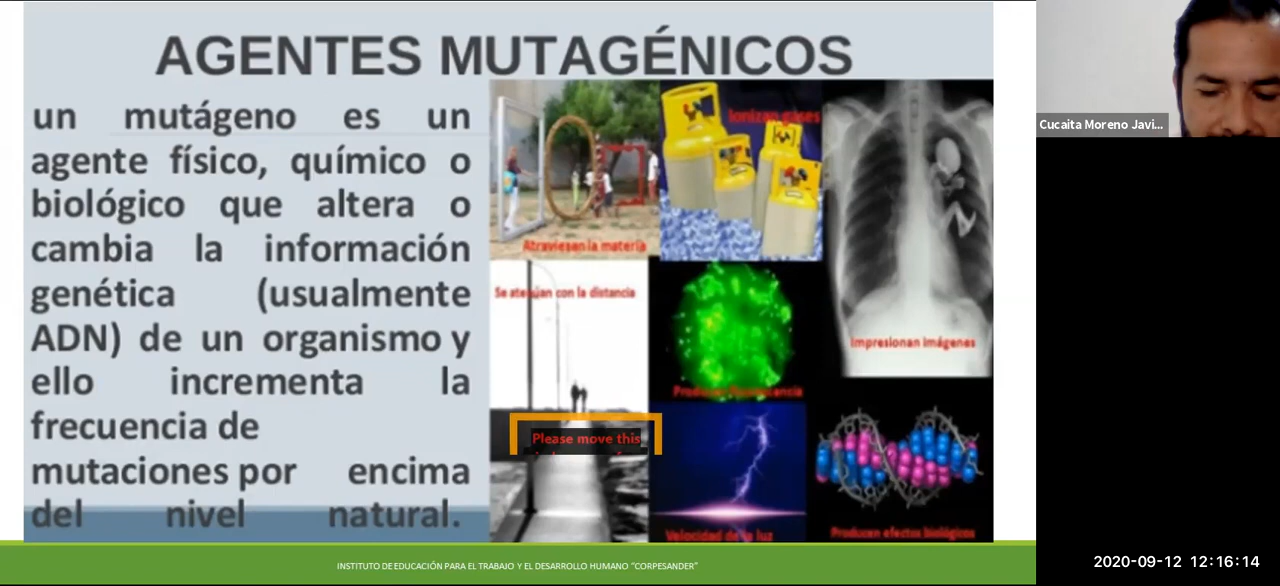 AGENTES MUTAGÉNICOS
un mutágeno es un
agente físico, químico o
biológico que altera o
cambia la información
genética (usualmente
ADN) de un organismo y
ello incrementa la
frecuencia de
mutaciones por encima
del nivel natural.
Atraviesan la materia
Ionizan gases
Impresionan imágenes
Se atenúan con la distancia
Please move this
Velocidad de la luz
Producen efectos biológicos
INSTITUTO DE EDUCACIÓN PARA EL TRABAJO Y EL DESARROLLO HUMANO "CORPESANDER"
Cucaita Moreno Javi...
2020-09-12 12:16:14